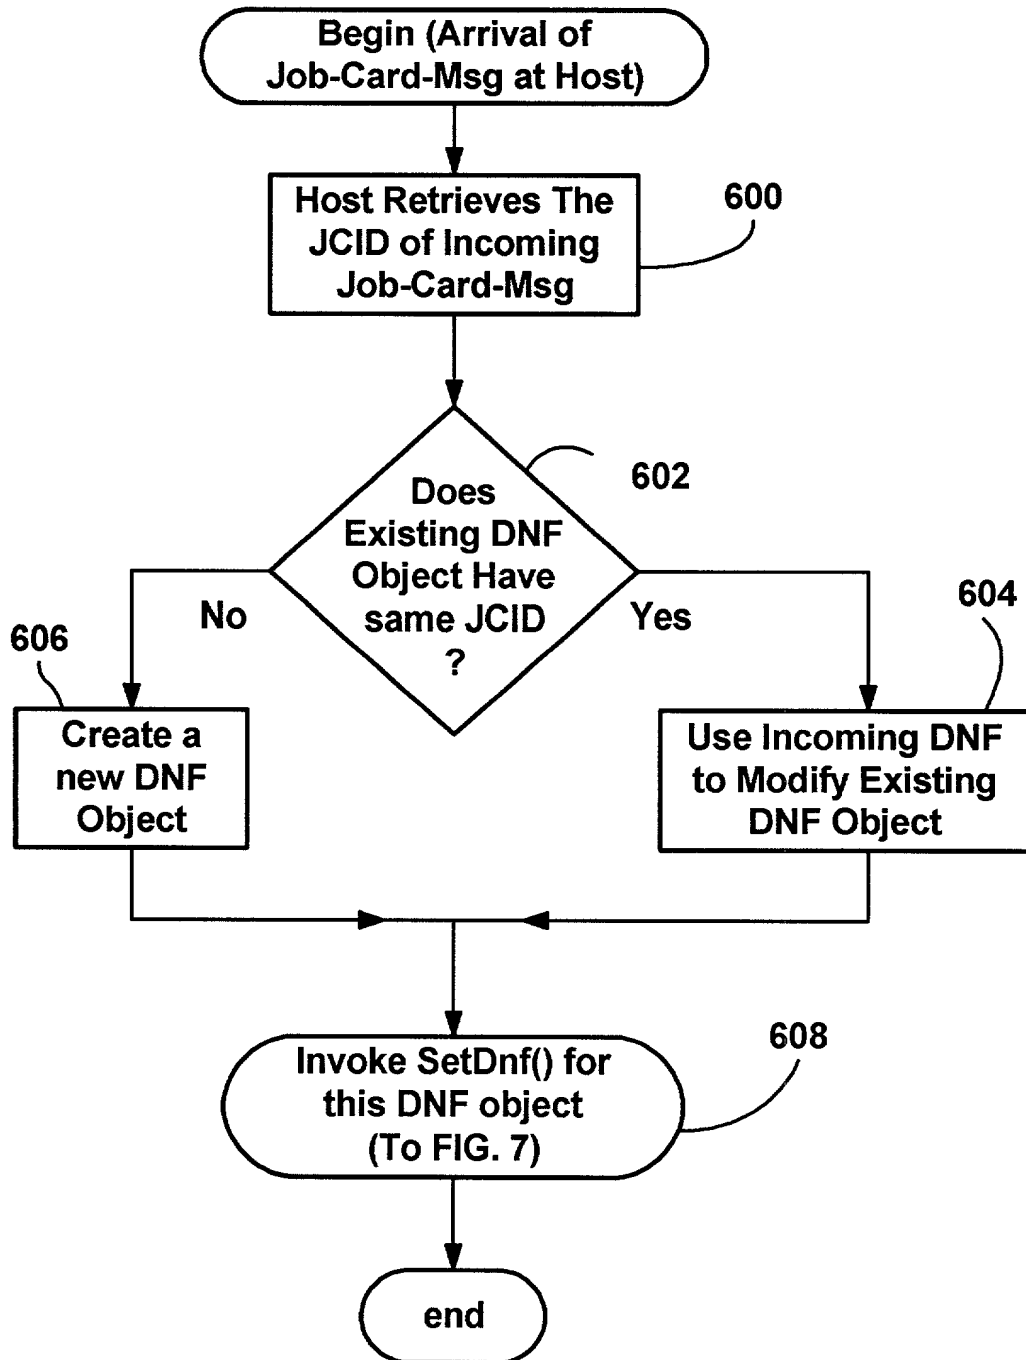 Begin (Arrival of
Job-Card-Msg at Host)
Host Retrieves The
JCID of Incoming
Job-Card-Msg
600
Does
Existing DNF
Object Have
same JCID
?
602
No
Yes
606
604
Create a
new DNF
Object
Use Incoming DNF
to Modify Existing
DNF Object
Invoke SetDnf() for
this DNF object
(To FIG. 7)
608
end